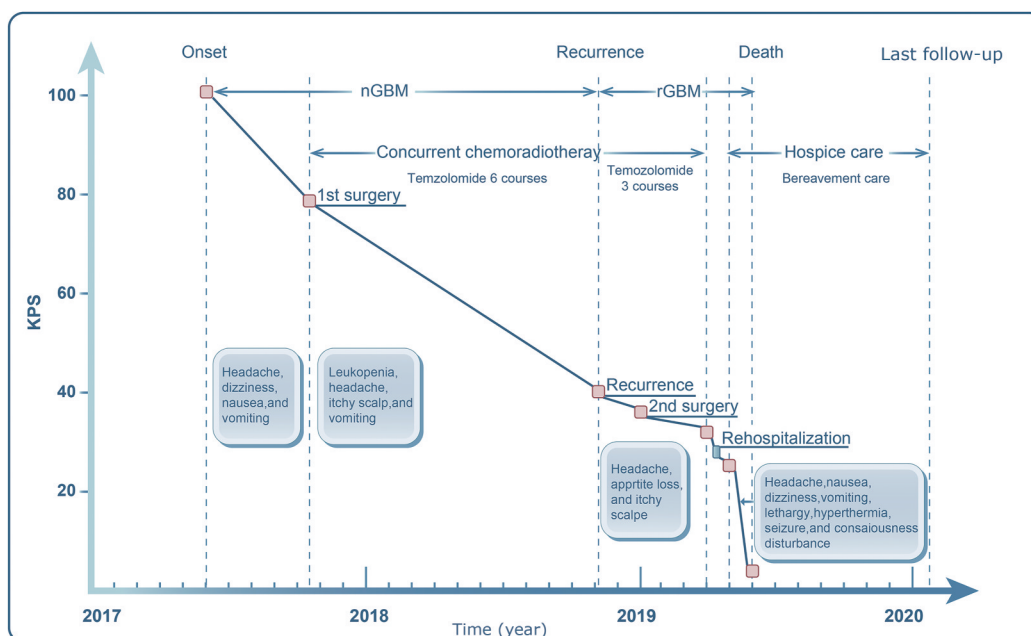 Onset
Recurrence
Death
Last follow-up
nGBM
rGBM
100
Concurrent chemoradiotheray
Hospice care
Temzolomide 6 courses
Temozolomide
3 courses
Bereavement care
80
1st surgery
60
KPS
Headache,
dizziness,
nausea,and
vomiting
Leukopenia,
headache,
itchy scalp,and
vomiting
40
Recurrence
2nd surgery
Rehospitalization
20
Headache,
apprtite loss,
and itchy
scalpe
Headache,nausea,
dizziness,vomiting,
lethargy,hyperthermia,
seizure,and consaiousness
disturbance
2017
2018
2019
2020
Time (year)